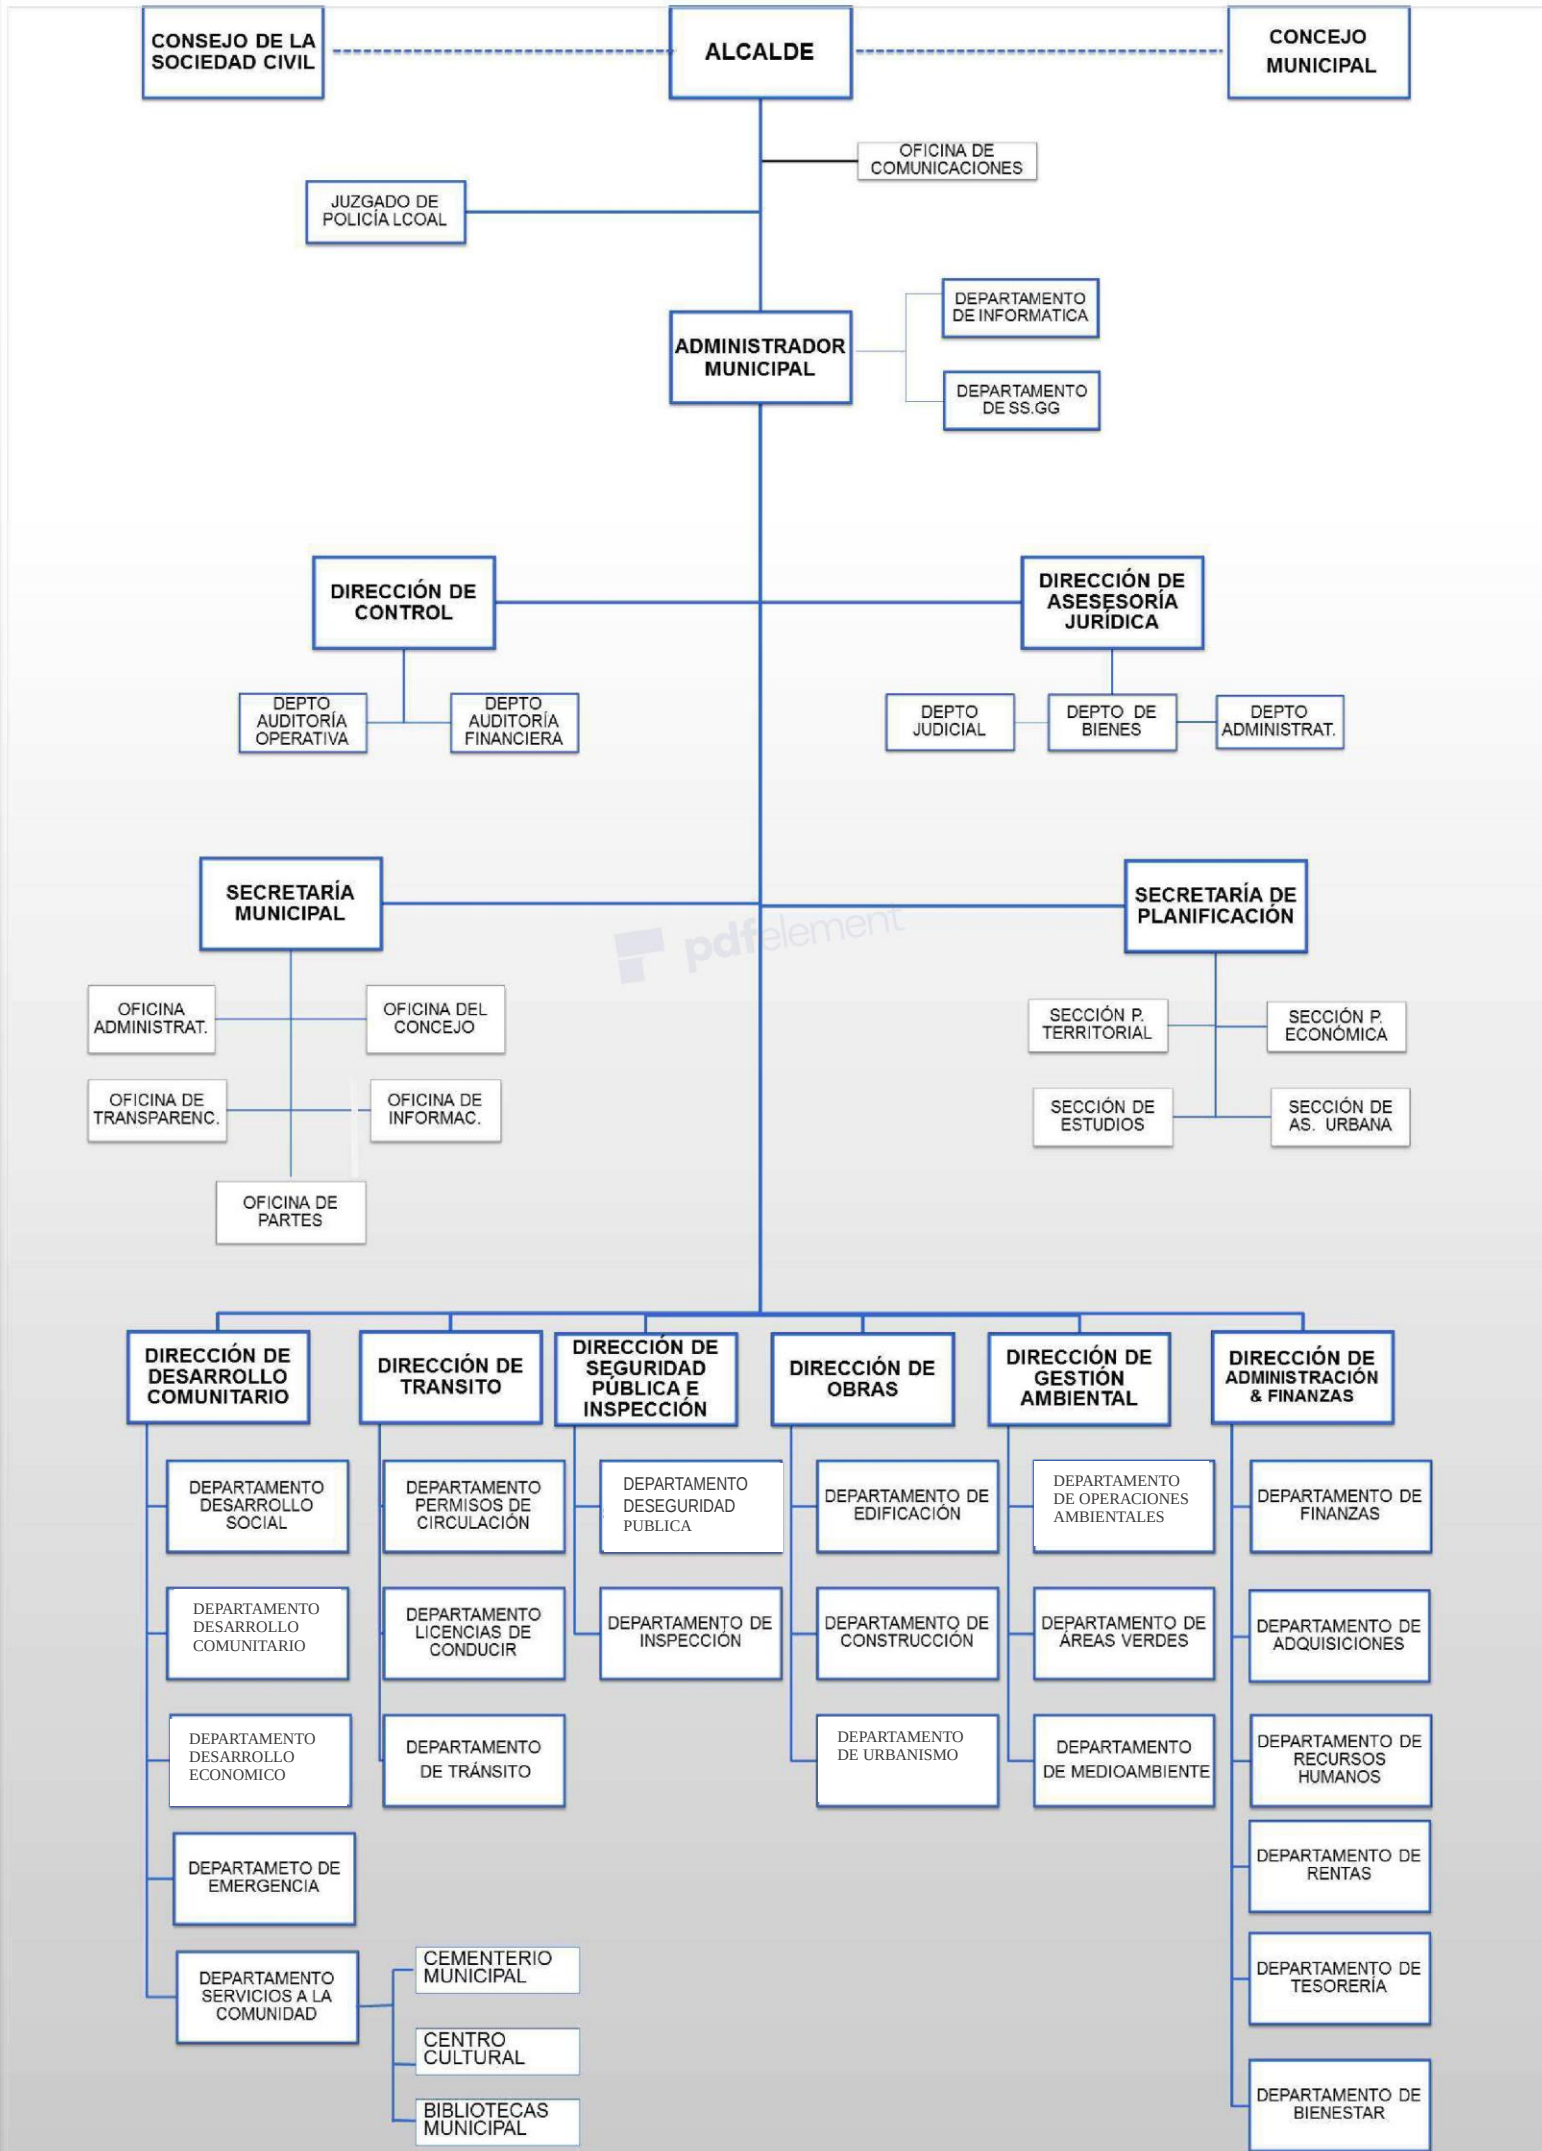 CONSEJO DE LA
SOCIEDAD CIVIL
ALCALDE
CONCEJO
MUNICIPAL
OFICINA DE
COMUNICACIONES
JUZGADO DE
POLICÍA LCOAL
DEPARTAMENTO
DE INFORMATICA
ADMINISTRADOR
MUNICIPAL
DEPARTAMENTO
DE SS.GG
DIRECCIÓN DE
CONTROL
DIRECCIÓN DE
ASESESORÍA
JURÍDICA
DEPTO
AUDITORÍA
OPERATIVA
DEPTO
AUDITORÍA
FINANCIERA
DEPTO
JUDICIAL
DEPTO DE
BIENES
DEPTO
ADMINISTRAT.
SECRETARÍA
MUNICIPAL
SECRETARÍA DE
PLANIFICACIÓN
pdfelement
OFICINA
ADMINISTRAT.
OFICINA DEL
CONCEJO
SECCIÓN P.
TERRITORIAL
SECCIÓN P.
ECONÓMICA
OFICINA DE
TRANSPARENC.
OFICINA DE
INFORMAC.
SECCIÓN DE
ESTUDIOS
SECCIÓN DE
AS. URBANA
OFICINA DE
PARTES
DIRECCIÓN DE
DESARROLLO
COMUNITARIO
DIRECCIÓN DE
TRANSITO
DIRECCIÓN DE
SEGURIDAD
PÚBLICA E
INSPECCIÓN
DIRECCIÓN DE
OBRAS
DIRECCIÓN DE
GESTIÓN
AMBIENTAL
DIRECCIÓN DE
ADMINISTRACIÓN
& FINANZAS
DEPARTAMENTO
DESARROLLO
SOCIAL
DEPARTAMENTO
PERMISOS DE
CIRCULACIÓN
DEPARTAMENTO
DESEGURIDAD
PUBLICA
DEPARTAMENTO DE
EDIFICACIÓN
DEPARTAMENTO
DE OPERACIONES
AMBIENTALES
DEPARTAMENTO DE
FINANZAS
DEPARTAMENTO
DESARROLLO
COMUNITARIO
DEPARTAMENTO
LICENCIAS DE
CONDUCIR
DEPARTAMENTO DE
INSPECCIÓN
DEPARTAMENTO DE
CONSTRUCCIÓN
DEPARTAMENTO DE
ÁREAS VERDES
DEPARTAMENTO DE
ADQUISICIONES
DEPARTAMENTO
DESARROLLO
ECONOMICO
DEPARTAMENTO
DE TRÁNSITO
DEPARTAMENTO
DE URBANISMO
DEPARTAMENTO
DE MEDIOAMBIENTE
DEPARTAMENTO DE
RECURSOS
HUMANOS
DEPARTAMETO DE
EMERGENCIA
DEPARTAMENTO DE
RENTAS
DEPARTAMENTO
SERVICIOS A LA
COMUNIDAD
CEMENTERIO
MUNICIPAL
DEPARTAMENTO DE
TESORERÍA
CENTRO
CULTURAL
BIBLIOTECAS
MUNICIPAL
DEPARTAMENTO DE
BIENESTAR